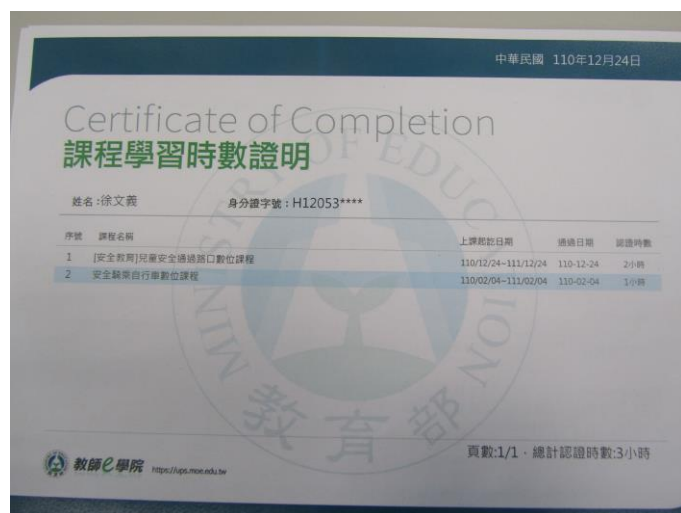 中華民國 110年12月24日
Certificate of Completion
課程學習時數證明
姓名:徐文義 身分證字號:H12053****
序號 課程名稱 上課起訖日期 通過日期 認證時數
1 [安全教育]兒童安全通過路口數位課程 110/12/24~111/12/24 110-12-24 2小時
2 安全騎乘自行車數位課程 110/02/04~111/02/04 110-02-04 1小時
MINISTRY OF EDUCATION
教育部
頁數:1/1，總計認證時數:3小時
教師e學院 https://ups.moe.edu.tw